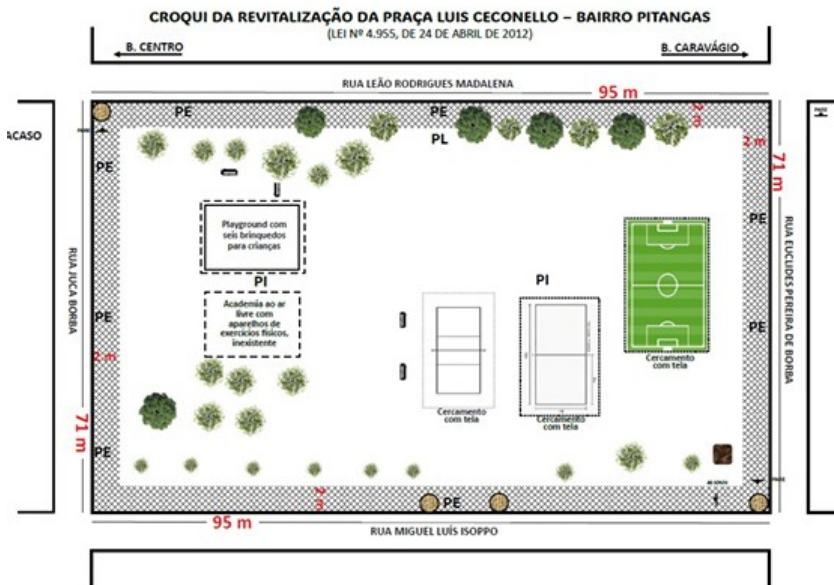 CROQUI DA REVITALIZAÇÃO DA PRAÇA LUIS CECONELLO – BAIRRO PITANGAS
(LEI Nº 4.955, DE 24 DE ABRIL DE 2012)
B. CENTRO
B. CARAVÁGIO
RUA LEÃO RODRIGUES MADALENA
95 m
PE
PE
2 m
ACASO
PARE
PL
2 m
71 m
PE
PE
Playground com
seis brinquedos
para crianças
RUA JUCA BORBA
RUA EUCLIDES PEREIRA DE BORBA
PI
PI
Academia ao ar
livre com
aparelhos de
exercícios físicos,
inexistente
PE
PE
2 m
Cercamento
com tela
71 m
Cercamento
com tela
Cercamento
com tela
PE
PARE
2 m
PE
95 m
RUA MIGUEL LUÍS ISOPPO